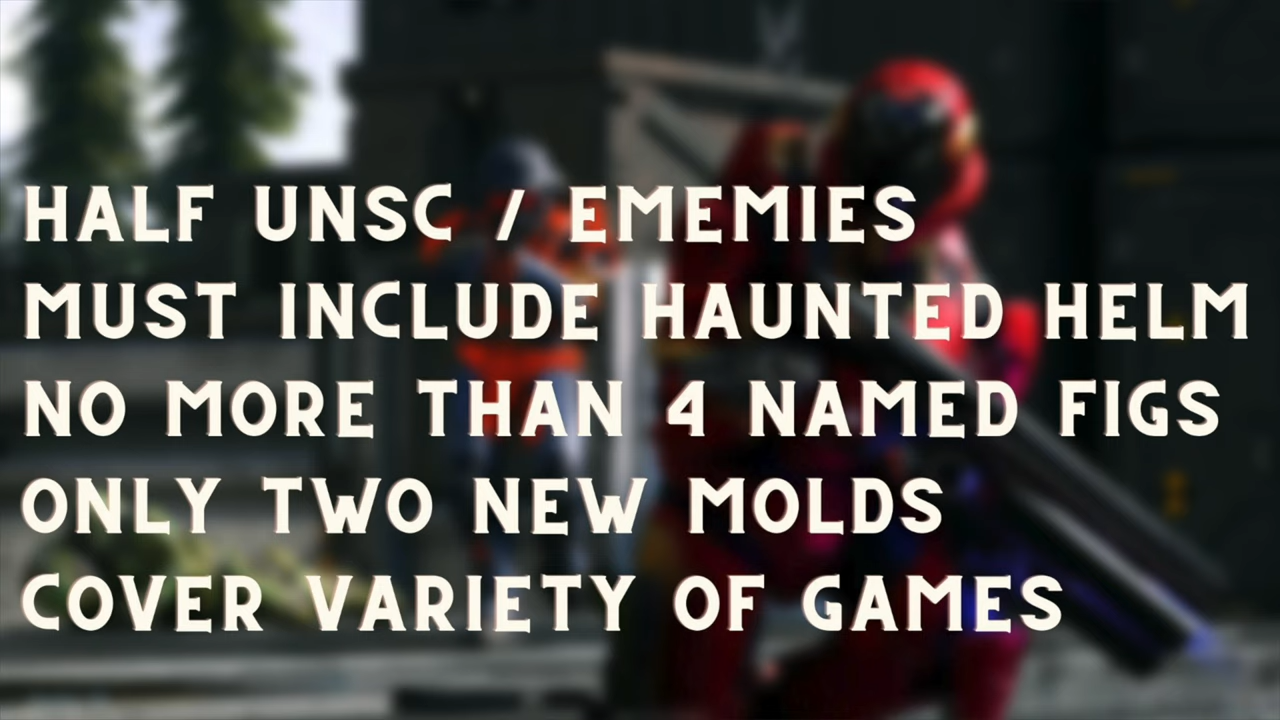 HALF UNSC / EMEMIES
MUST INCLUDE HAUNTED HELM
NO MORE THAN 4 NAMED FIGS
ONLY TWO NEW MOLDS
COVER VARIETY OF GAMES